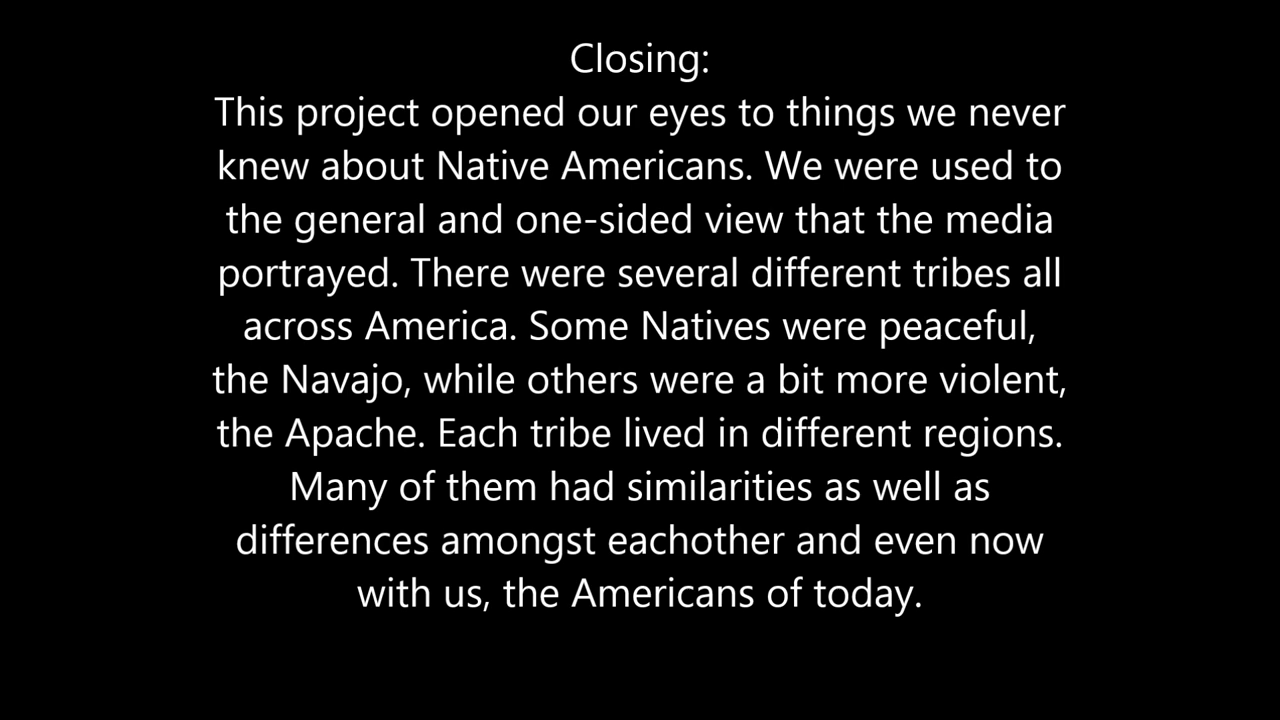 Closing:
This project opened our eyes to things we never
knew about Native Americans. We were used to
the general and one-sided view that the media
portrayed. There were several different tribes all
across America. Some Natives were peaceful,
the Navajo, while others were a bit more violent,
the Apache. Each tribe lived in different regions.
Many of them had similarities as well as
differences amongst eachother and even now
with us, the Americans of today.